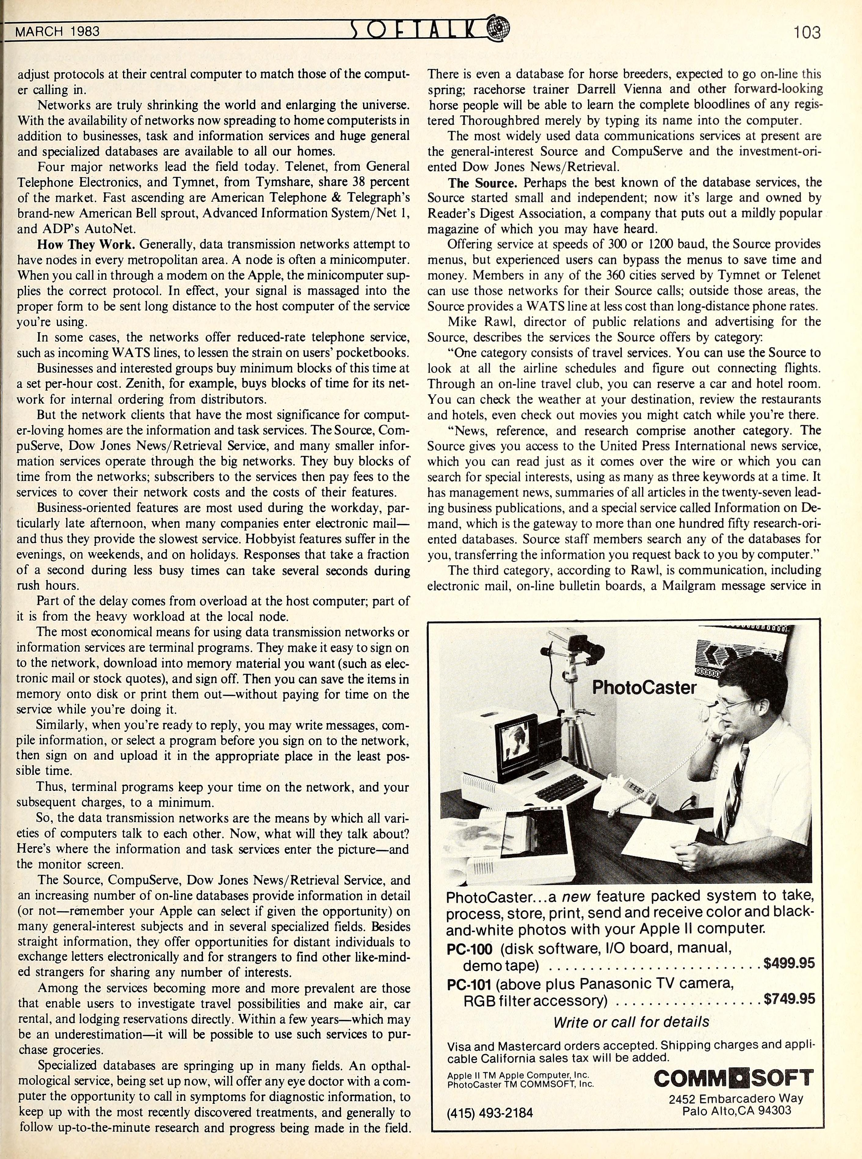 MARCH 1983
SOFTALK
103
adjust protocols at their central computer to match those of the comput-
er calling in.
Networks are truly shrinking the world and enlarging the universe.
With the availability of networks now spreading to home computerists in
addition to businesses, task and information services and huge general
and specialized databases are available to all our homes.
Four major networks lead the field today. Telenet, from General
Telephone Electronics, and Tymnet, from Tymshare, share 38 percent
of the market. Fast ascending are American Telephone & Telegraph's
brand-new American Bell sprout, Advanced Information System/Net 1,
and ADP's AutoNet.
How They Work. Generally, data transmission networks attempt to
have nodes in every metropolitan area. A node is often a minicomputer.
When you call in through a modem on the Apple, the minicomputer sup-
plies the correct protocol. In effect, your signal is massaged into the
proper form to be sent long distance to the host computer of the service
you're using.
In some cases, the networks offer reduced-rate telephone service,
such as incoming WATS lines, to lessen the strain on users' pocketbooks.
Businesses and interested groups buy minimum blocks of this time at
a set per-hour cost. Zenith, for example, buys blocks of time for its net-
work for internal ordering from distributors.
But the network clients that have the most significance for comput-
er-loving homes are the information and task services. The Source, Com-
puServe, Dow Jones News/Retrieval Service, and many smaller infor-
mation services operate through the big networks. They buy blocks of
time from the networks; subscribers to the services then pay fees to the
services to cover their network costs and the costs of their features.
Business-oriented features are most used during the workday, par-
ticularly late afternoon, when many companies enter electronic mail—
and thus they provide the slowest service. Hobbyist features suffer in the
evenings, on weekends, and on holidays. Responses that take a fraction
of a second during less busy times can take several seconds during
rush hours.
Part of the delay comes from overload at the host computer; part of
it is from the heavy workload at the local node.
The most economical means for using data transmission networks or
information services are terminal programs. They make it easy to sign on
to the network, download into memory material you want (such as elec-
tronic mail or stock quotes), and sign off. Then you can save the items in
memory onto disk or print them out—without paying for time on the
service while you're doing it.
Similarly, when you're ready to reply, you may write messages, com-
pile information, or select a program before you sign on to the network,
then sign on and upload it in the appropriate place in the least pos-
sible time.
Thus, terminal programs keep your time on the network, and your
subsequent charges, to a minimum.
So, the data transmission networks are the means by which all vari-
eties of computers talk to each other. Now, what will they talk about?
Here's where the information and task services enter the picture—and
the monitor screen.
The Source, CompuServe, Dow Jones News/Retrieval Service, and
an increasing number of on-line databases provide information in detail
(or not—remember your Apple can select if given the opportunity) on
many general-interest subjects and in several specialized fields. Besides
straight information, they offer opportunities for distant individuals to
exchange letters electronically and for strangers to find other like-mind-
ed strangers for sharing any number of interests.
Among the services becoming more and more prevalent are those
that enable users to investigate travel possibilities and make air, car
rental, and lodging reservations directly. Within a few years—which may
be an underestimation—it will be possible to use such services to pur-
chase groceries.
Specialized databases are springing up in many fields. An opthal-
mological service, being set up now, will offer any eye doctor with a com-
puter the opportunity to call in symptoms for diagnostic information, to
keep up with the most recently discovered treatments, and generally to
follow up-to-the-minute research and progress being made in the field.
There is even a database for horse breeders, expected to go on-line this
spring; racehorse trainer Darrell Vienna and other forward-looking
horse people will be able to learn the complete bloodlines of any regis-
tered Thoroughbred merely by typing its name into the computer.
The most widely used data communications services at present are
the general-interest Source and CompuServe and the investment-ori-
ented Dow Jones News/Retrieval.
The Source. Perhaps the best known of the database services, the
Source started small and independent; now it's large and owned by
Reader's Digest Association, a company that puts out a mildly popular
magazine of which you may have heard.
Offering service at speeds of 300 or 1200 baud, the Source provides
menus, but experienced users can bypass the menus to save time and
money. Members in any of the 360 cities served by Tymnet or Telenet
can use those networks for their Source calls; outside those areas, the
Source provides a WATS line at less cost than long-distance phone rates.
Mike Rawl, director of public relations and advertising for the
Source, describes the services the Source offers by category:
"One category consists of travel services. You can use the Source to
look at all the airline schedules and figure out connecting flights.
Through an on-line travel club, you can reserve a car and hotel room.
You can check the weather at your destination, review the restaurants
and hotels, even check out movies you might catch while you're there.
"News, reference, and research comprise another category. The
Source gives you access to the United Press International news service,
which you can read just as it comes over the wire or which you can
search for special interests, using as many as three keywords at a time. It
has management news, summaries of all articles in the twenty-seven lead-
ing business publications, and a special service called Information on De-
mand, which is the gateway to more than one hundred fifty research-ori-
ented databases. Source staff members search any of the databases for
you, transferring the information you request back to you by computer."
The third category, according to Rawl, is communication, including
electronic mail, on-line bulletin boards, a Mailgram message service in
PhotoCaster
PhotoCaster...a new feature packed system to take,
process, store, print, send and receive color and black-
and-white photos with your Apple II computer.
PC-100 (disk software, I/O board, manual,
demo tape) . . . . . . . . . . . . . . . . . . . . . . . . . . $499.95
PC-101 (above plus Panasonic TV camera,
RGB filter accessory) . . . . . . . . . . . . . . . . . . $749.95
Write or call for details
Visa and Mastercard orders accepted. Shipping charges and appli-
cable California sales tax will be added.
Apple II TM Apple Computer, Inc.
PhotoCaster TM COMMSOFT, Inc.
COMMSOFT
2452 Embarcadero Way
(415) 493-2184
Palo Alto,CA 94303